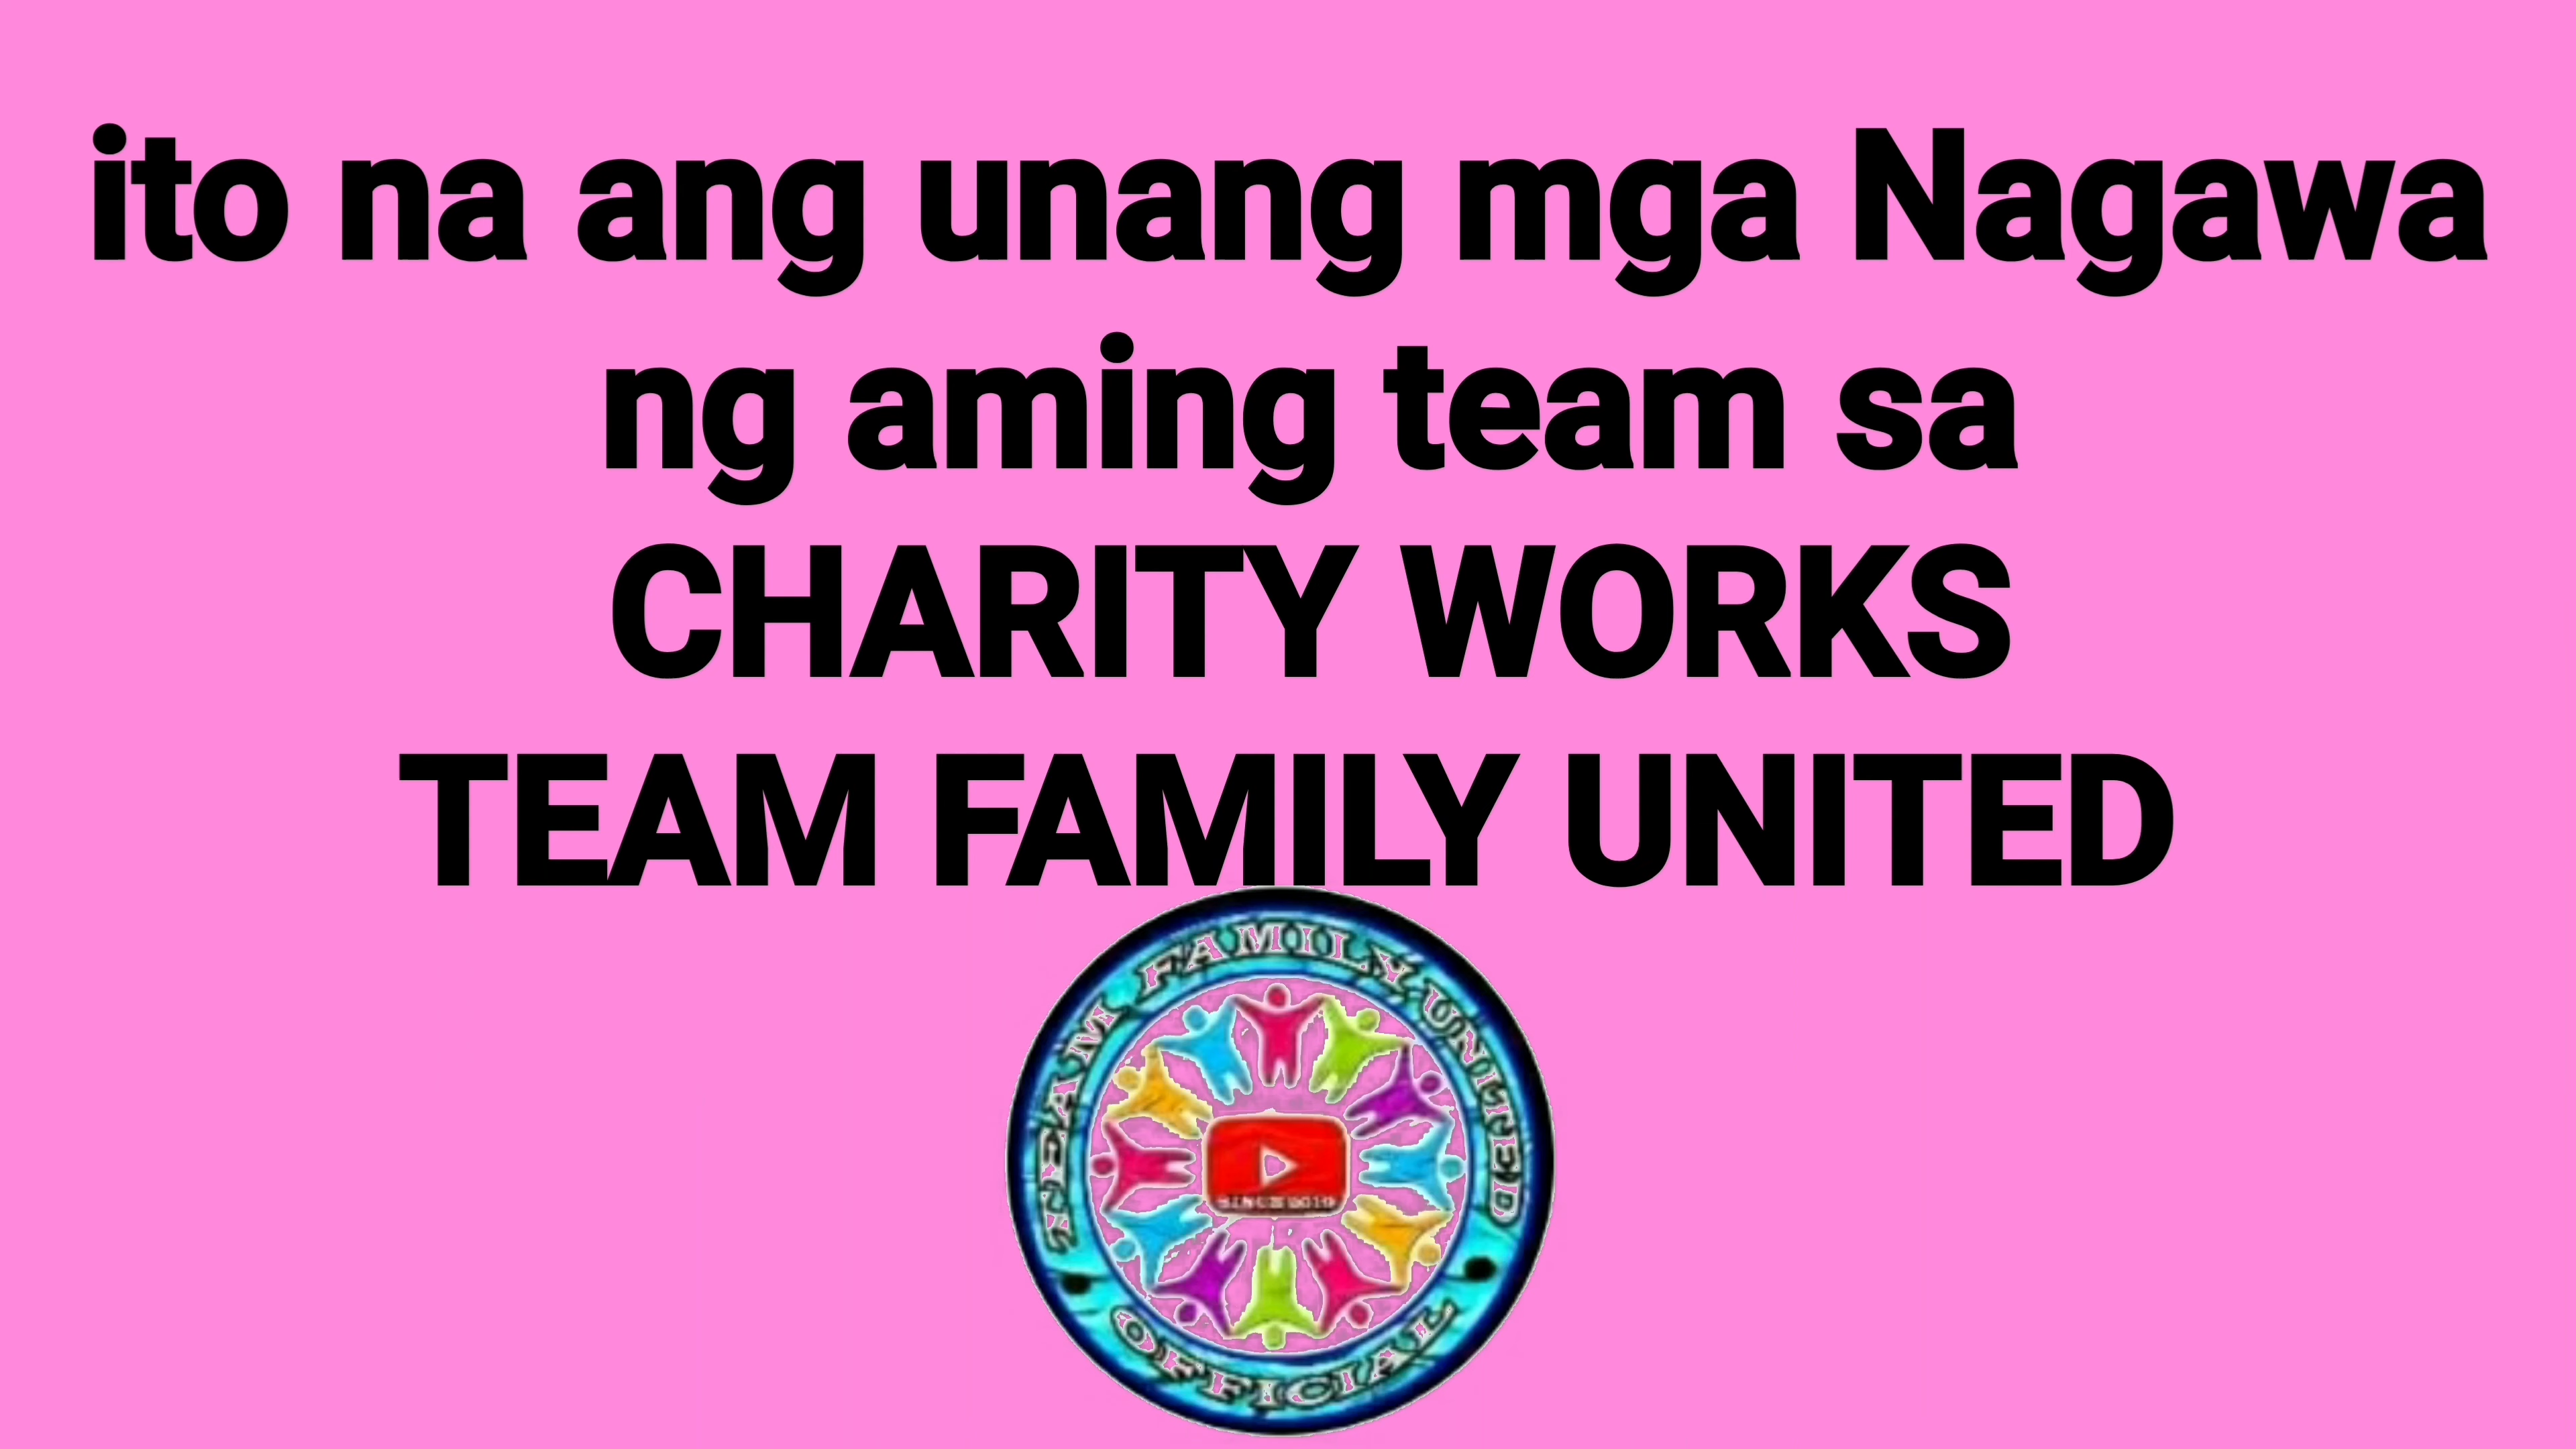 ito na ang unang mga Nagawa
ng aming team sa
CHARITY WORKS
TEAM FAMILY UNITED
TEAM FAMILY UNITED
OFFICIAL